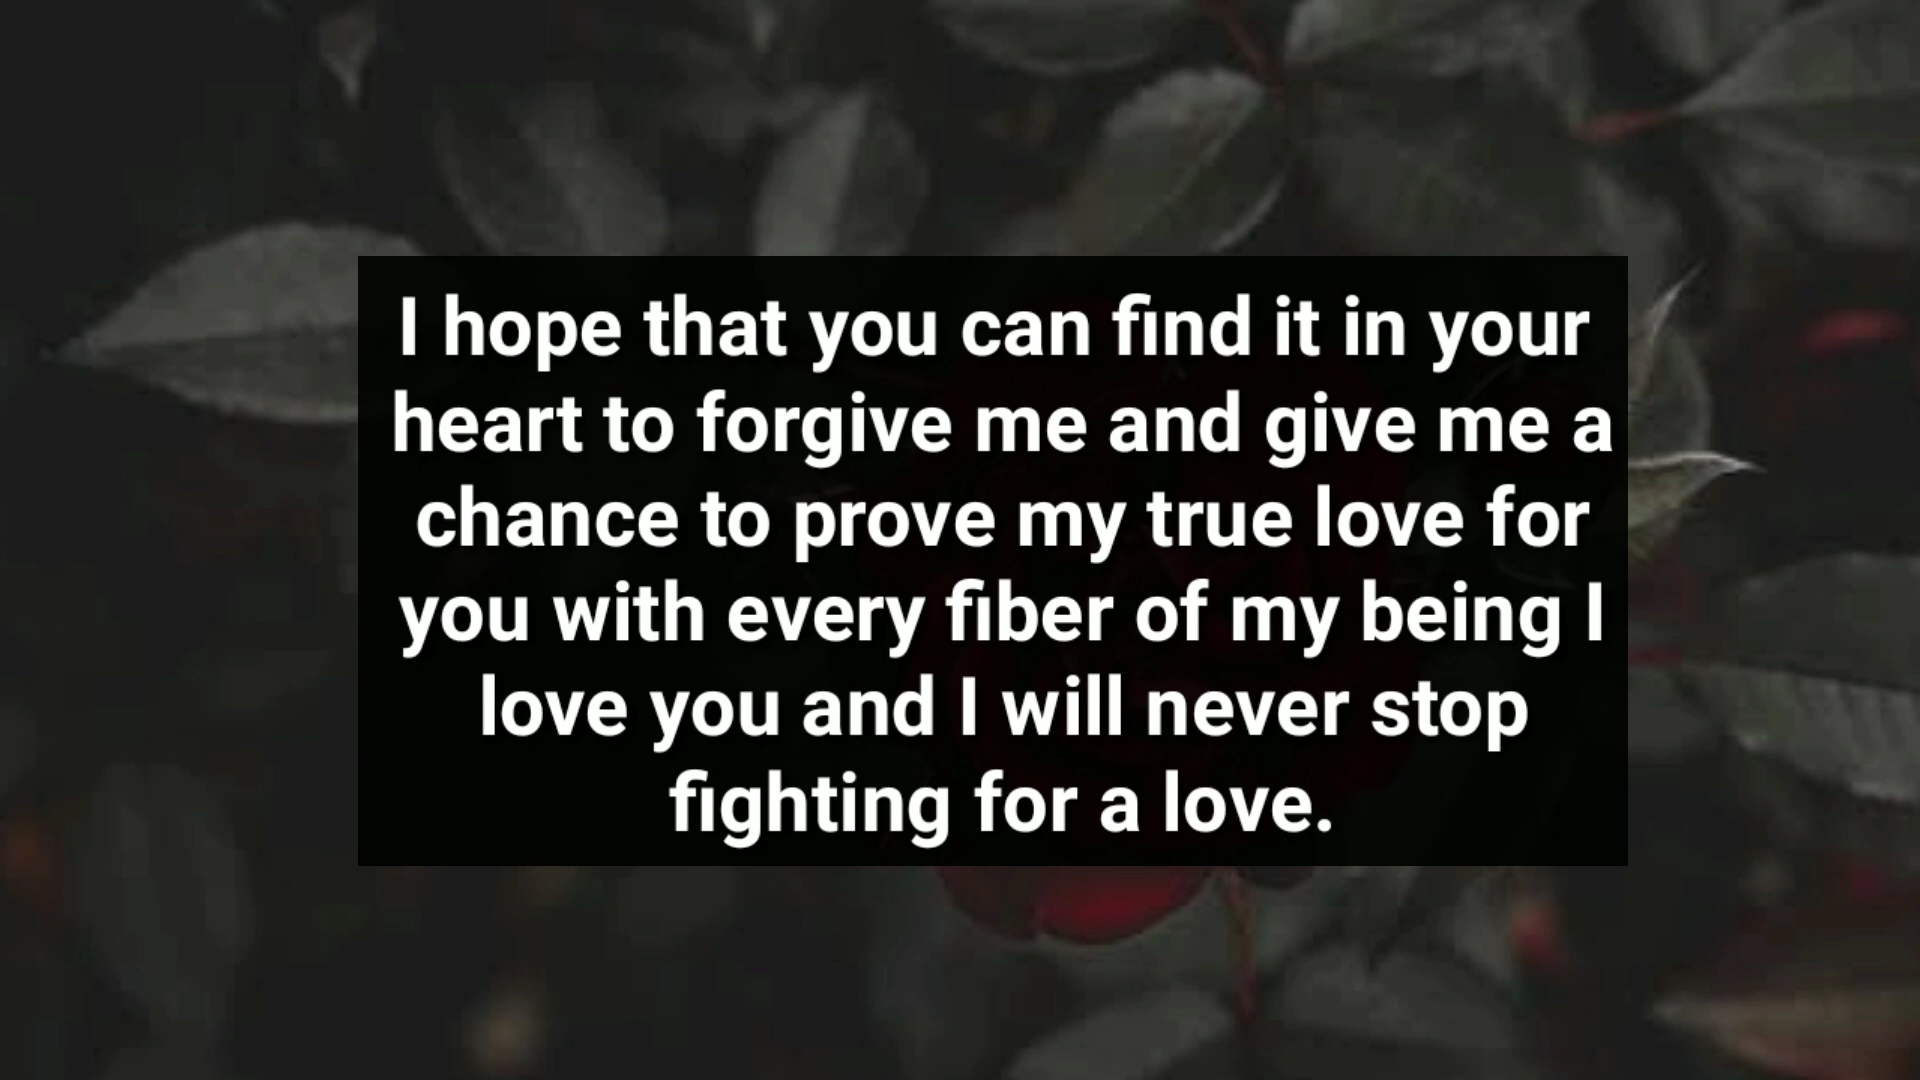 I hope that you can find it in your
heart to forgive me and give me a
chance to prove my true love for
you with every fiber of my being I
love you and I will never stop
fighting for a love.